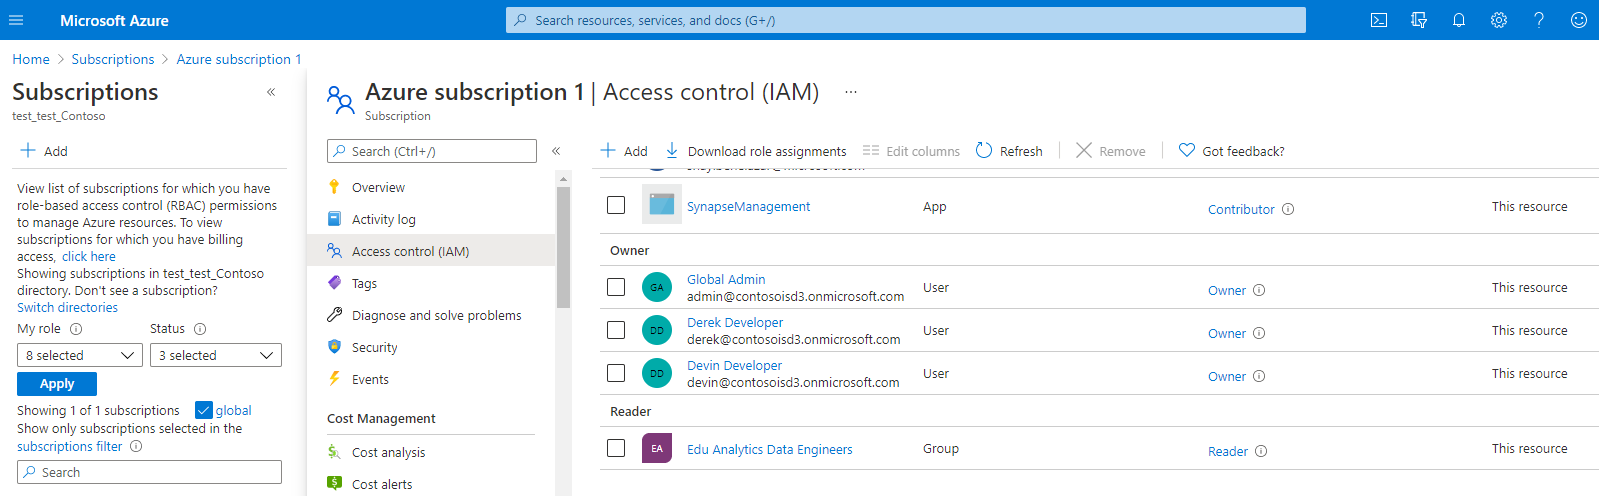 Microsoft Azure
Search resources, services, and docs (G+/)
Home > Subscriptions > Azure subscription 1
Subscriptions
test_test_Contoso
Add
View list of subscriptions for which you have
role-based access control (RBAC) permissions
to manage Azure resources. To view
subscriptions for which you have billing
access, click here
Showing subscriptions in test_test_Contoso
directory. Don't see a subscription?
Switch directories
My role Status
8 selected 3 selected
Apply
Showing 1 of 1 subscriptions global
Show only subscriptions selected in the
subscriptions filter
Search
Azure subscription 1 | Access control (IAM) ...
Subscription
Search (Ctrl+/)
Overview
Activity log
Access control (IAM)
Tags
Diagnose and solve problems
Security
Events
Cost Management
Cost analysis
Cost alerts
Add Download role assignments Edit columns Refresh Remove Got feedback?
SynapseManagement App Contributor This resource
Owner
GA Global Admin User Owner This resource
admin@contosoisd3.onmicrosoft.com
DD Derek Developer User Owner This resource
derek@contosoisd3.onmicrosoft.com
DD Devin Developer User Owner This resource
devin@contosoisd3.onmicrosoft.com
Reader
EA Edu Analytics Data Engineers Group Reader This resource